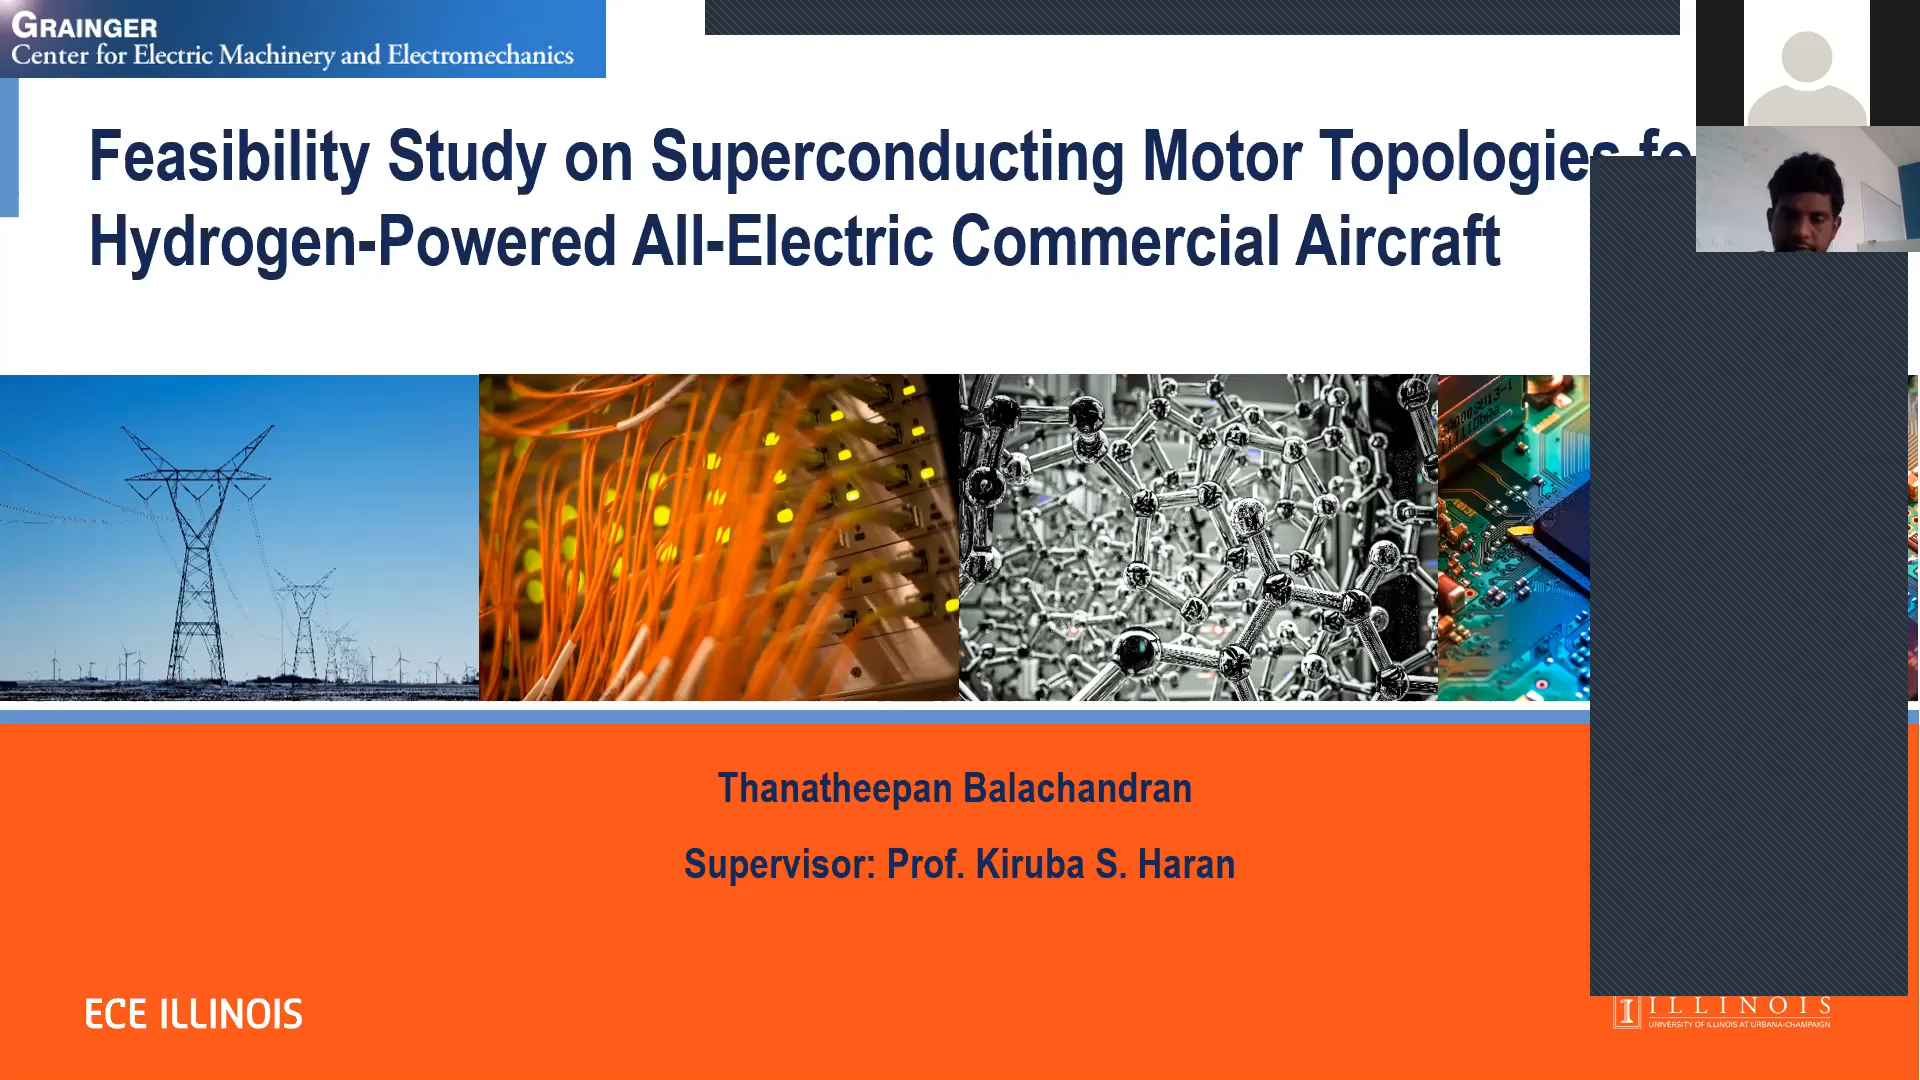 GRAINGER
Center for Electric Machinery and Electromechanics
Feasibility Study on Superconducting Motor Topologies fo
Hydrogen-Powered All-Electric Commercial Aircraft
Thanatheepan Balachandran
Supervisor: Prof. Kiruba S. Haran
ECE ILLINOIS
I ILLINOIS
UNIVERSITY OF ILLINOIS AT URBANA-CHAMPAIGN